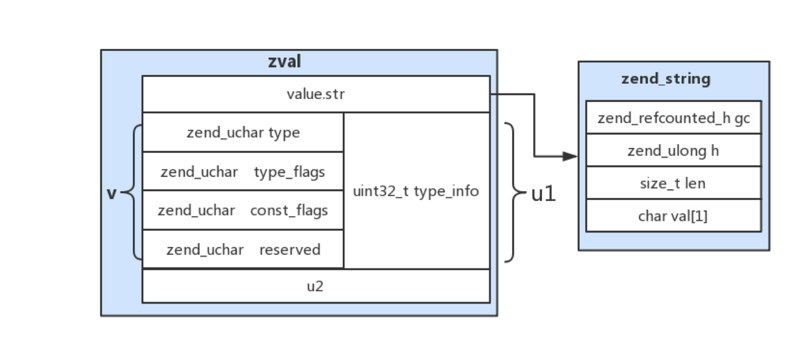 zval
value.str
zend_uchar type
zend_uchar type_flags
zend_uchar const_flags
zend_uchar reserved
v
uint32_t type_info
u1
u2
zend_string
zend_refcounted_h gc
zend_ulong h
size_t len
char val[1]